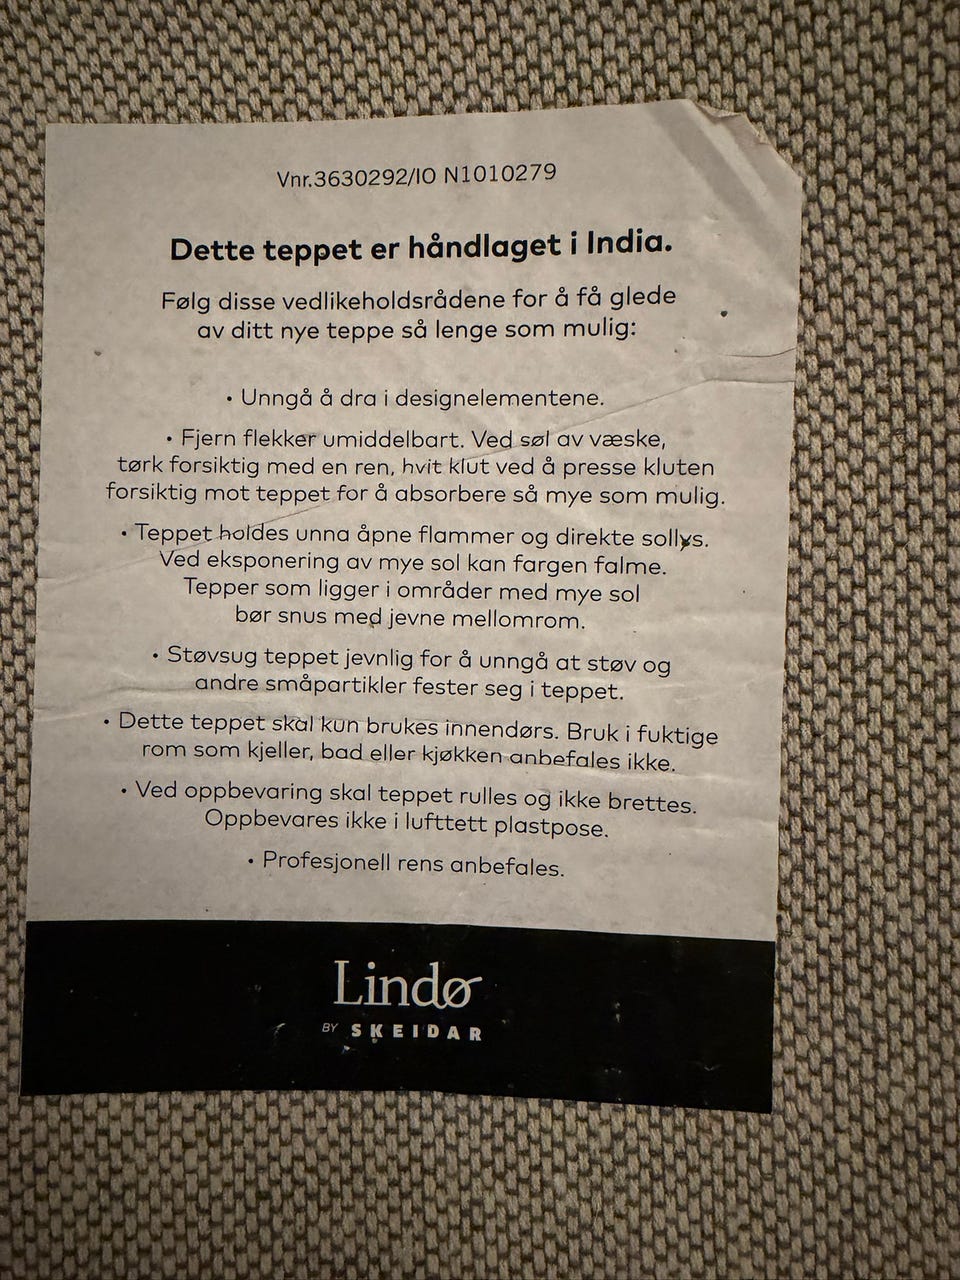 Vnr.3630292/IO N1010279
Dette teppet er håndlaget i India.
Følg disse vedlikeholdsrådene for å få glede
av ditt nye teppe så lenge som mulig:
• Unngå å dra i designelementene.
• Fjern flekker umiddelbart. Ved søl av væske,
tørk forsiktig med en ren, hvit klut ved å presse kluten
forsiktig mot teppet for å absorbere så mye som mulig.
• Teppet holdes unna åpne flammer og direkte sollys.
Ved eksponering av mye sol kan fargen falme.
Tepper som ligger i områder med mye sol
bør snus med jevne mellomrom.
• Støvsug teppet jevnlig for å unngå at støv og
andre småpartikler fester seg i teppet.
• Dette teppet skal kun brukes innendørs. Bruk i fuktige
rom som kjeller, bad eller kjøkken anbefales ikke.
• Ved oppbevaring skal teppet rulles og ikke brettes.
Oppbevares ikke i lufttett plastpose.
• Profesjonell rens anbefales.
Lindø
BY SKEIDAR